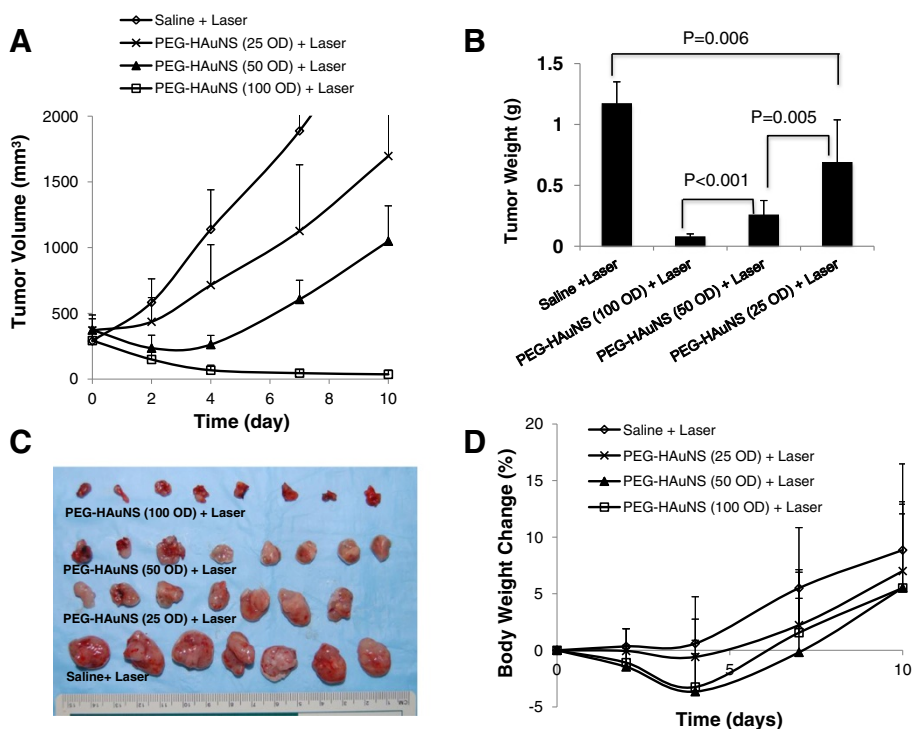 A
Saline + Laser
PEG-HAuNS (25 OD) + Laser
PEG-HAuNS (50 OD) + Laser
PEG-HAuNS (100 OD) + Laser
Tumor Volume (mm³)
2000
1500
1000
500
0
0 2 4 6 8 10
Time (day)
B
P=0.006
P=0.005
P<0.001
Tumor Weight (g)
1.5
1
0.5
0
Saline +Laser
PEG-HAuNS (100 OD) + Laser
PEG-HAuNS (50 OD) + Laser
PEG-HAuNS (25 OD) + Laser
C
PEG-HAuNS (100 OD) + Laser
PEG-HAuNS (50 OD) + Laser
PEG-HAuNS (25 OD) + Laser
Saline+ Laser
D
Saline + Laser
PEG-HAuNS (25 OD) + Laser
PEG-HAuNS (50 OD) + Laser
PEG-HAuNS (100 OD) + Laser
Body Weight Change (%)
20
15
10
5
0
-5
0 5 10
Time (days)